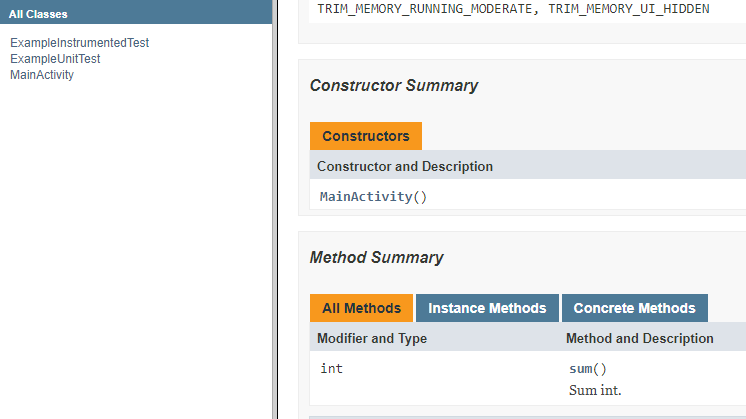 All Classes
ExampleInstrumentedTest
ExampleUnitTest
MainActivity
TRIM_MEMORY_RUNNING_MODERATE, TRIM_MEMORY_UI_HIDDEN
Constructor Summary
Constructors
Constructor and Description
MainActivity()
Method Summary
All Methods Instance Methods Concrete Methods
Modifier and Type Method and Description
int sum()
Sum int.